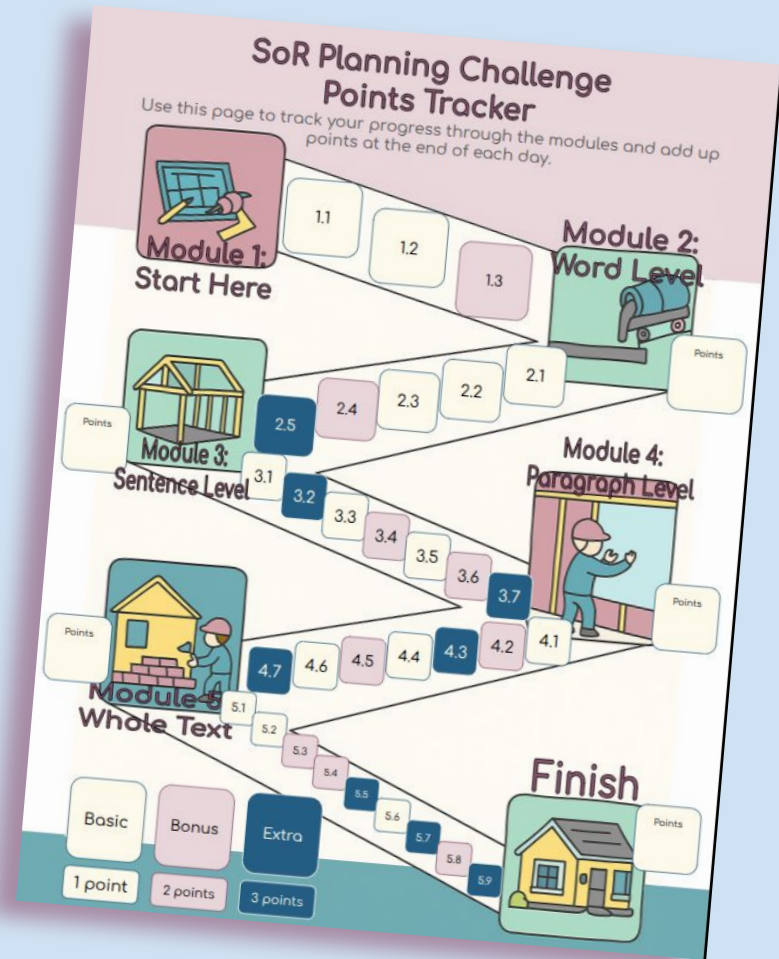 SoR Planning Challenge
Points Tracker
Use this page to track your progress through the modules and add up
points at the end of each day.
Module 1:
Start Here
1.1
1.2
1.3
Module 2:
Word Level
Points
2.1
2.2
2.3
2.4
2.5
Points
Module 3:
Sentence Level
3.1
3.2
3.3
3.4
3.5
3.6
3.7
Module 4:
Paragraph Level
Points
4.1
4.2
4.3
4.4
4.5
4.6
4.7
Points
Module 5
Whole Text
5.1
5.2
5.3
5.4
5.5
5.6
5.7
5.8
5.9
Finish
Points
Basic
Bonus
Extra
1 point
2 points
3 points